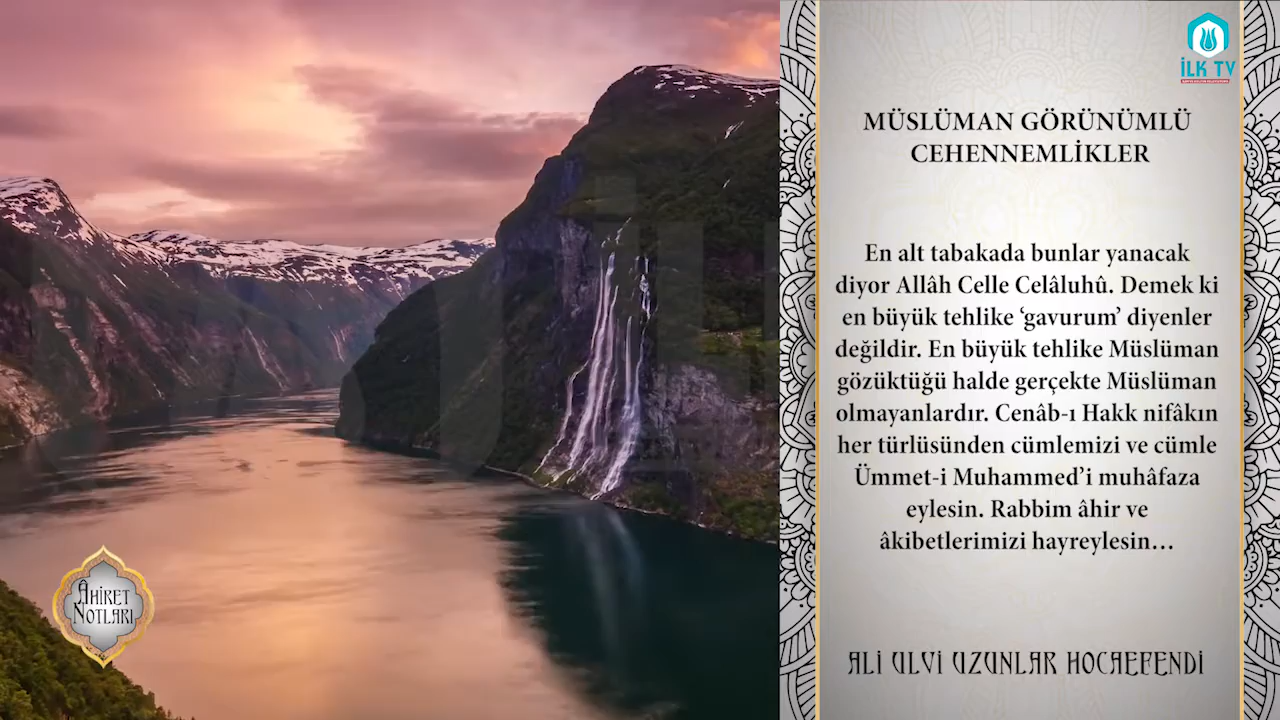 İLK TV
MÜSLÜMAN GÖRÜNÜMLÜ
CEHENNEMLİKLER
En alt tabakada bunlar yanacak
diyor Allâh Celle Celâluhû. Demek ki
en büyük tehlike ‘gavurum’ diyenler
değildir. En büyük tehlike Müslüman
gözüktüğü halde gerçekte Müslüman
olmayanlardır. Cenâb-ı Hakk nifâkın
her türlüsünden cümlemizi ve cümle
Ümmet-i Muhammed’i muhâfaza
eylesin. Rabbim âhir ve
âkibetlerimizi hayreylesin...
ALİ ULVİ UZUNLAR HOCAEFENDİ
ÂHİRET
NOTLARI